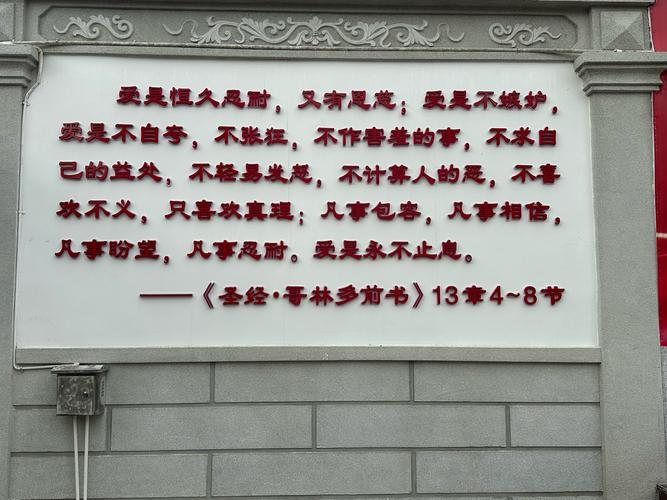 爱是恒久忍耐，又有恩慈；爱是不嫉妒，
爱是不自夸，不张狂，不作害羞的事，不求自
己的益处，不轻易发怒，不计算人的恶，不喜
欢不义，只喜欢真理；凡事包容，凡事相信，
凡事盼望，凡事忍耐。爱是永不止息。
——《圣经·哥林多前书》13章4~8节